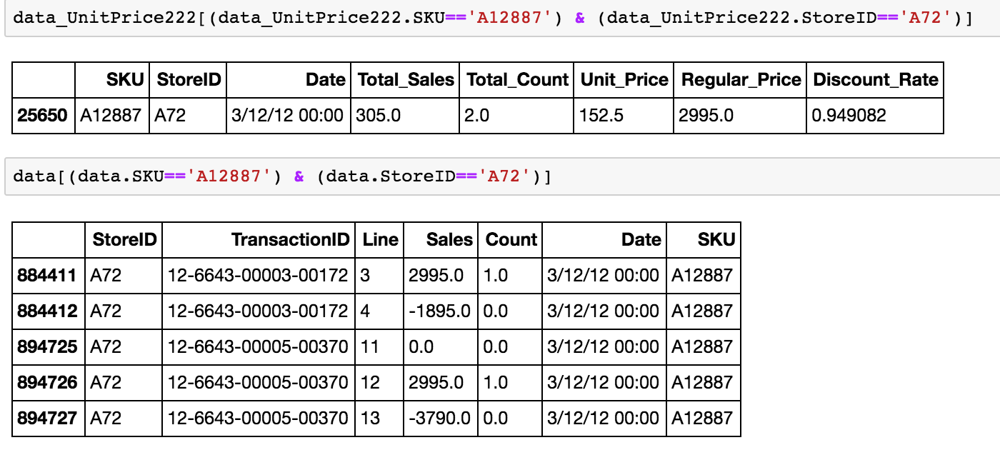 data_UnitPrice222[(data_UnitPrice222.SKU=='A12887') & (data_UnitPrice222.StoreID=='A72')]
SKU StoreID Date Total_Sales Total_Count Unit_Price Regular_Price Discount_Rate
25650 A12887 A72 3/12/12 00:00 305.0 2.0 152.5 2995.0 0.949082
data[(data.SKU=='A12887') & (data.StoreID=='A72')]
StoreID TransactionID Line Sales Count Date SKU
884411 A72 12-6643-00003-00172 3 2995.0 1.0 3/12/12 00:00 A12887
884412 A72 12-6643-00003-00172 4 -1895.0 0.0 3/12/12 00:00 A12887
894725 A72 12-6643-00005-00370 11 0.0 0.0 3/12/12 00:00 A12887
894726 A72 12-6643-00005-00370 12 2995.0 1.0 3/12/12 00:00 A12887
894727 A72 12-6643-00005-00370 13 -3790.0 0.0 3/12/12 00:00 A12887